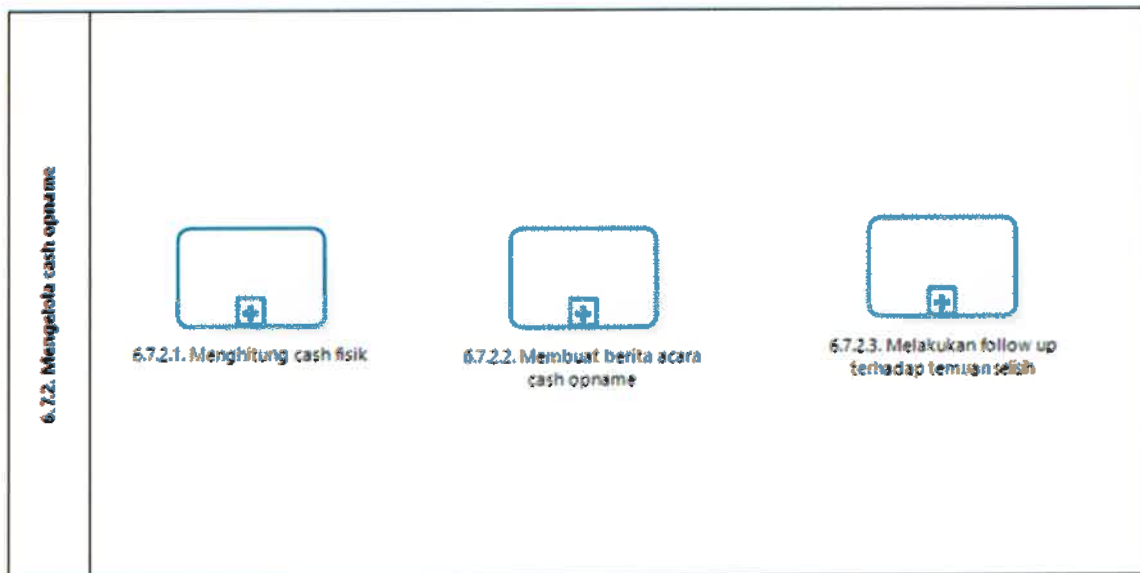 6.7.2. Mengelola cash opname
6.7.2.1. Menghitung cash fisik
6.7.2.2. Membuat berita acara
cash opname
6.7.2.3. Melakukan follow up
terhadap temuan selisih